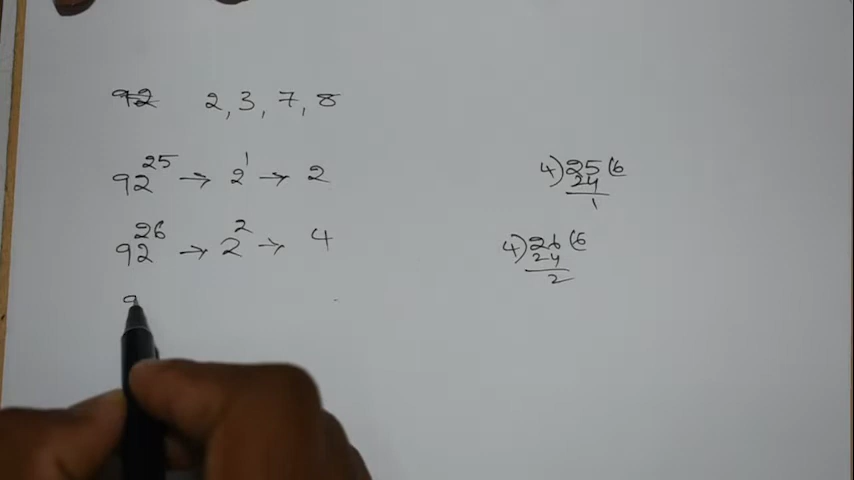 92 2, 3, 7, 8
92^25 → 2^1 → 2
4)25(6
24
1
92^26 → 2^2 → 4
4)26(6
24
2
9